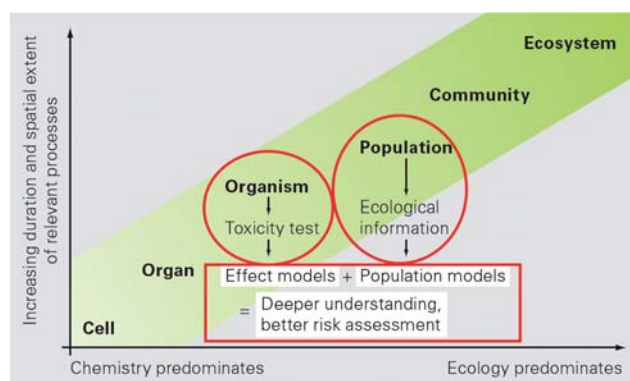 Increasing duration and spatial extent
of relevant processes
Ecosystem
Community
Population
Ecological
information
Organism
Toxicity test
Organ
Effect models + Population models
= Deeper understanding,
better risk assessment
Cell
Chemistry predominates
Ecology predominates